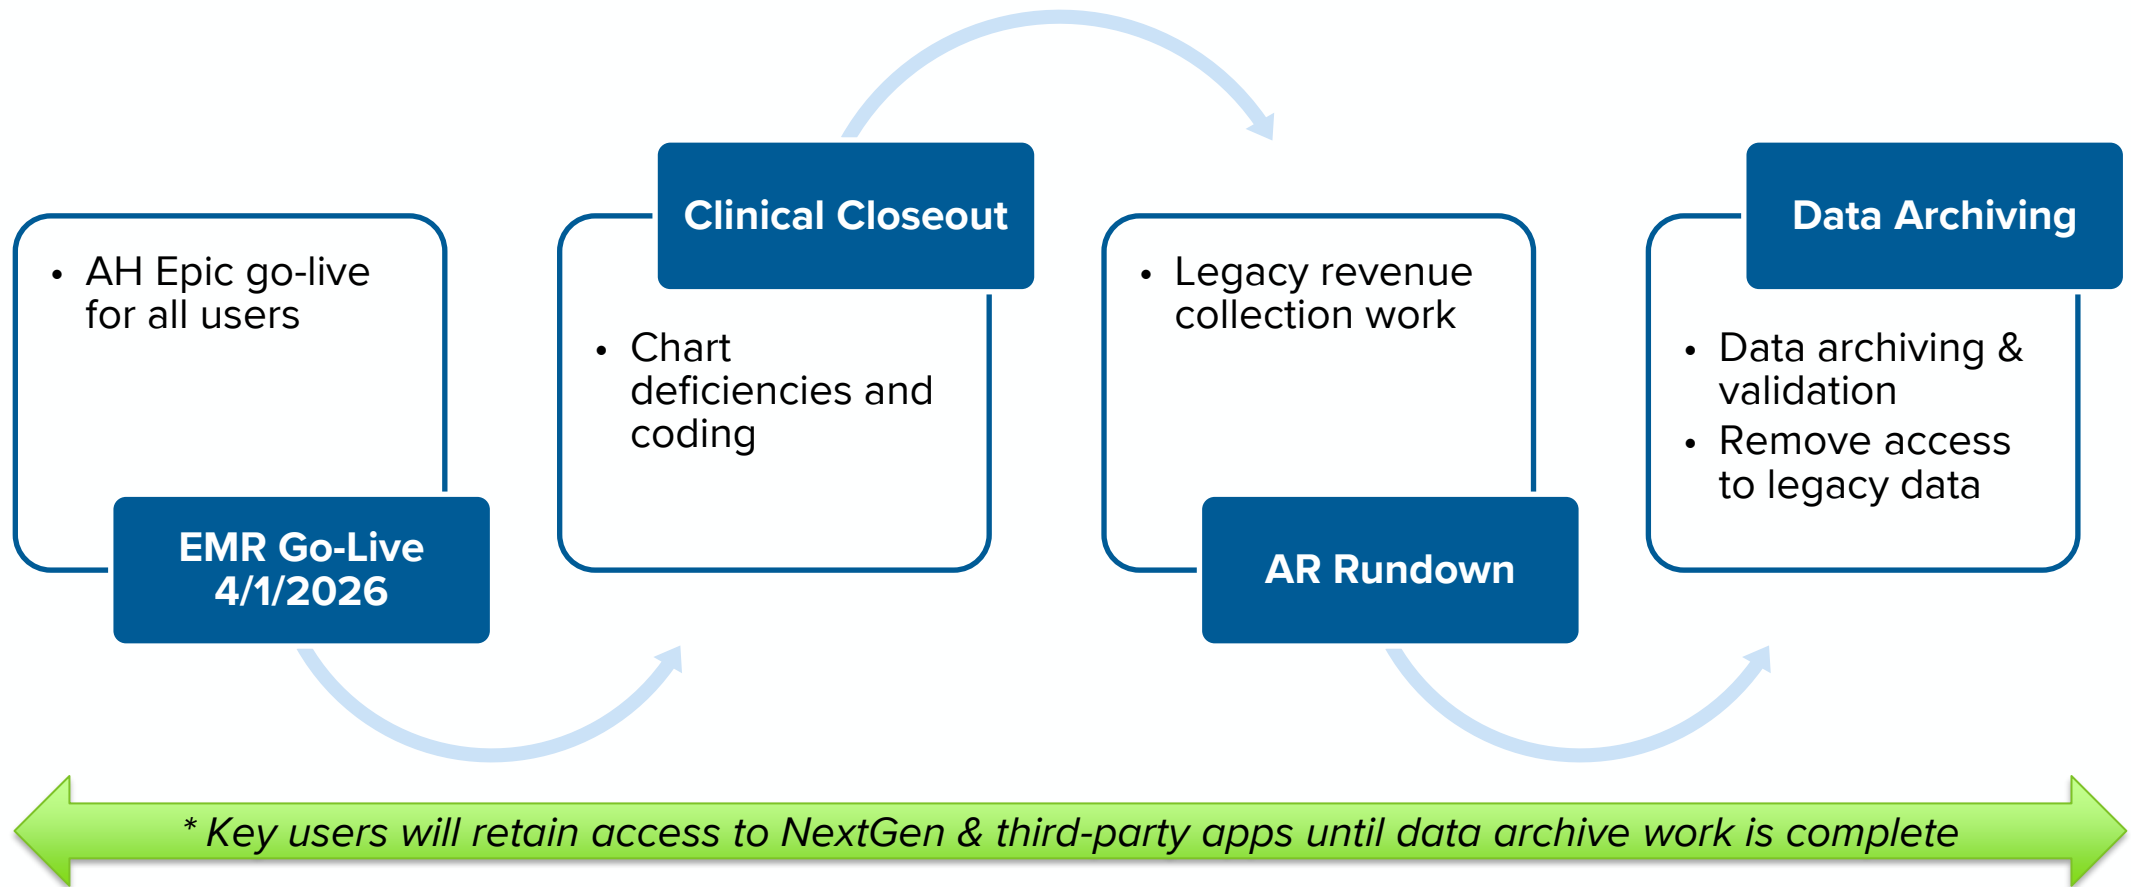 • AH Epic go-live
for all users
EMR Go-Live
4/1/2026
Clinical Closeout
• Chart
deficiencies and
coding
• Legacy revenue
collection work
AR Rundown
Data Archiving
• Data archiving &
validation
• Remove access
to legacy data
* Key users will retain access to NextGen & third-party apps until data archive work is complete